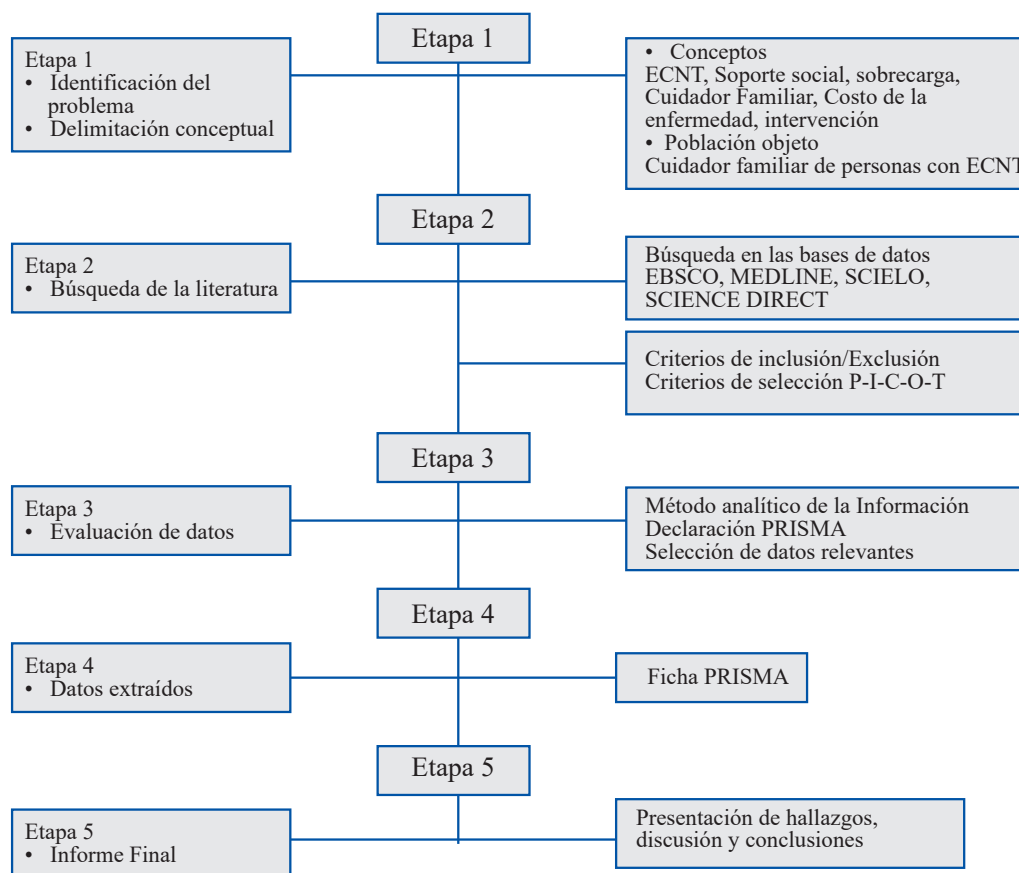 Etapa 1
Etapa 1
• Identificación del
problema
• Delimitación conceptual
• Conceptos
ECNT, Soporte social, sobrecarga,
Cuidador Familiar, Costo de la
enfermedad, intervención
• Población objeto
Cuidador familiar de personas con ECNT
Etapa 2
Etapa 2
• Búsqueda de la literatura
Búsqueda en las bases de datos
EBSCO, MEDLINE, SCIELO,
SCIENCE DIRECT
Criterios de inclusión/Exclusión
Criterios de selección P-I-C-O-T
Etapa 3
Etapa 3
• Evaluación de datos
Método analítico de la Información
Declaración PRISMA
Selección de datos relevantes
Etapa 4
Etapa 4
• Datos extraídos
Ficha PRISMA
Etapa 5
Etapa 5
• Informe Final
Presentación de hallazgos,
discusión y conclusiones